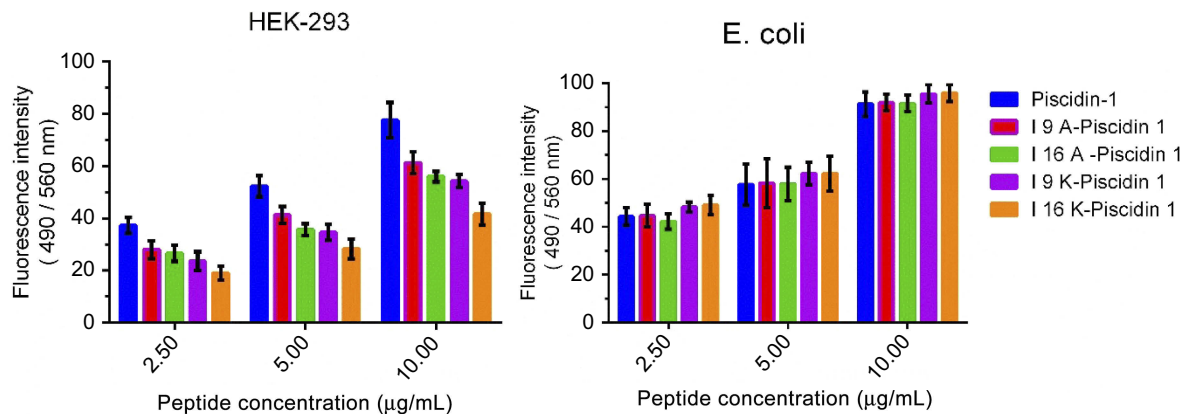 HEK-293
Fluorescence intensity
( 490 / 560 nm)
100
80
60
40
20
0
2.50
5.00
10.00
Peptide concentration (µg/mL)
E. coli
Fluorescence intensity
( 490 / 560 nm)
100
80
60
40
20
0
2.50
5.00
10.00
Peptide concentration (µg/mL)
Piscidin-1
I 9 A-Piscidin 1
I 16 A -Piscidin 1
I 9 K-Piscidin 1
I 16 K-Piscidin 1